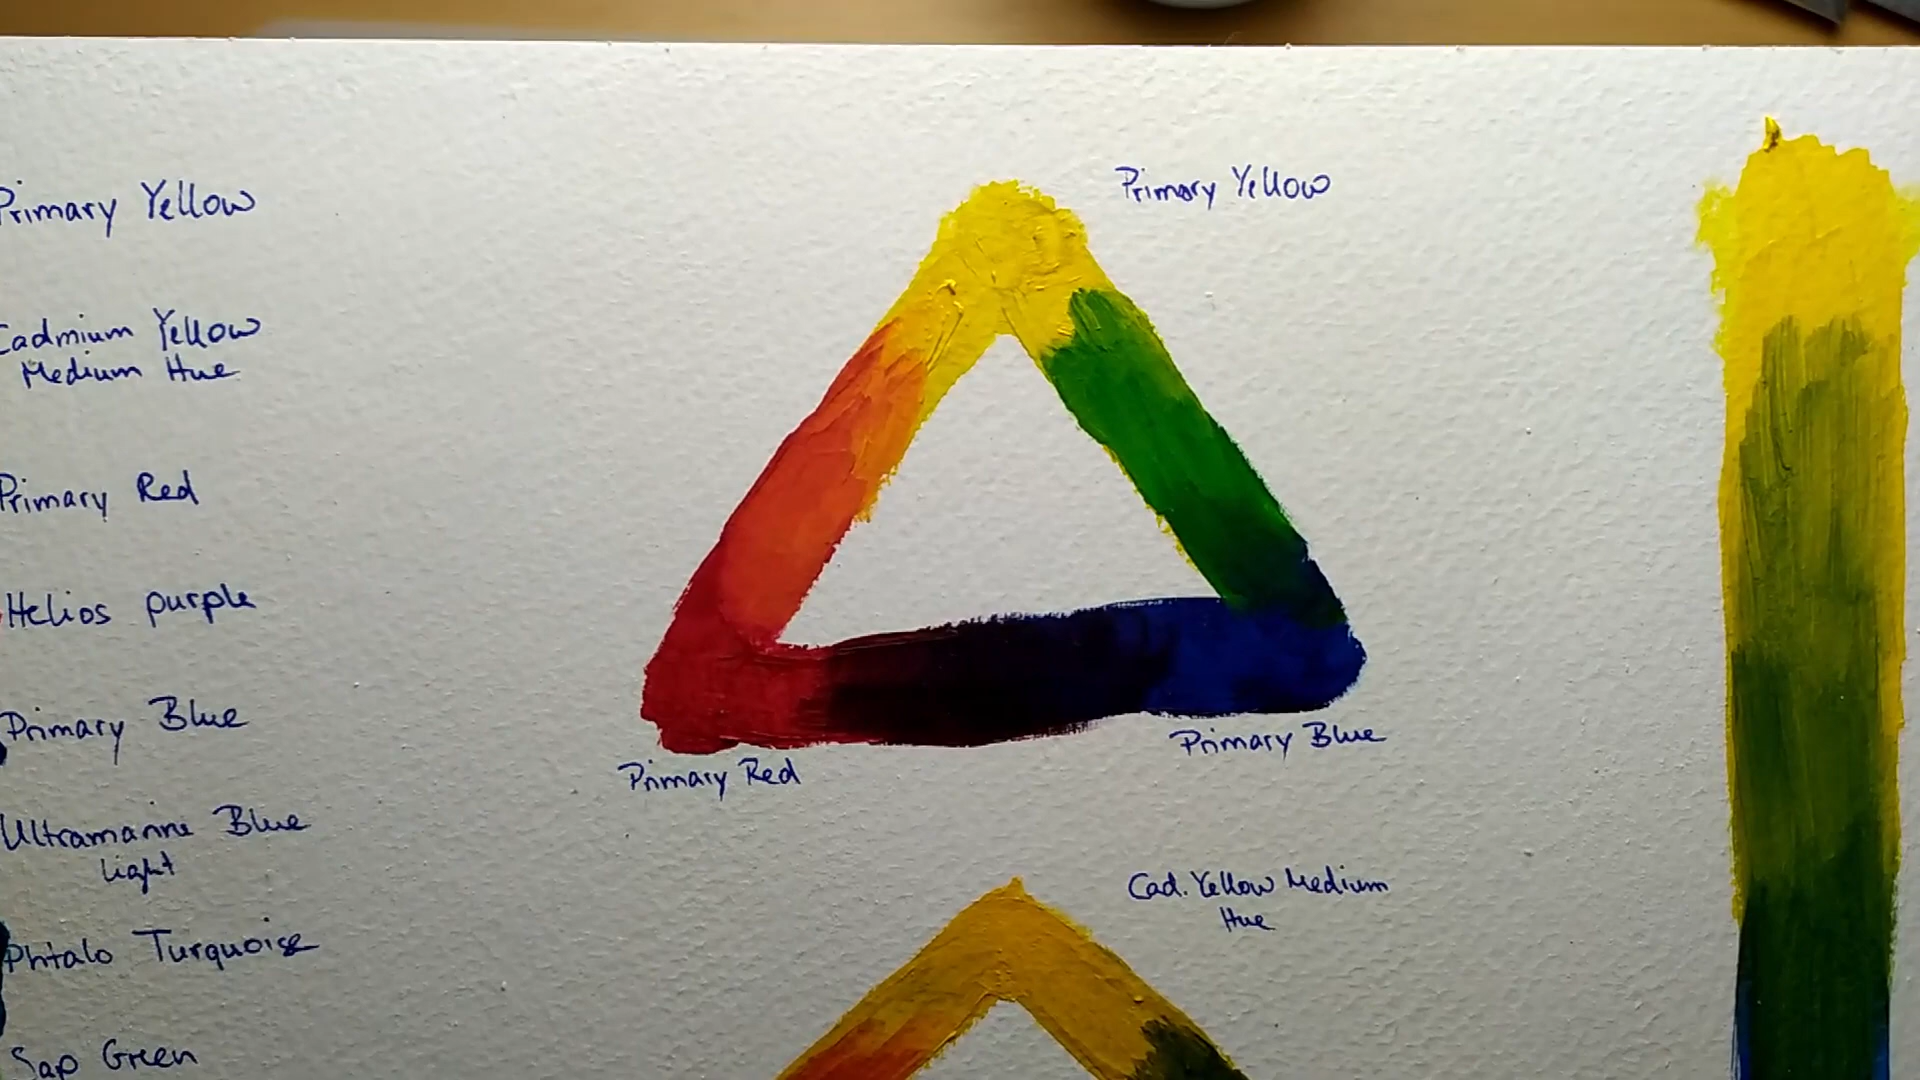 Primary Yellow
Cadmium Yellow
Medium Hue
Primary Red
Helios purple
Primary Blue
Ultramarine Blue
light
Phtalo Turquoise
Sap Green
Primary Yellow
Primary Red
Primary Blue
Cad. Yellow Medium
Hue